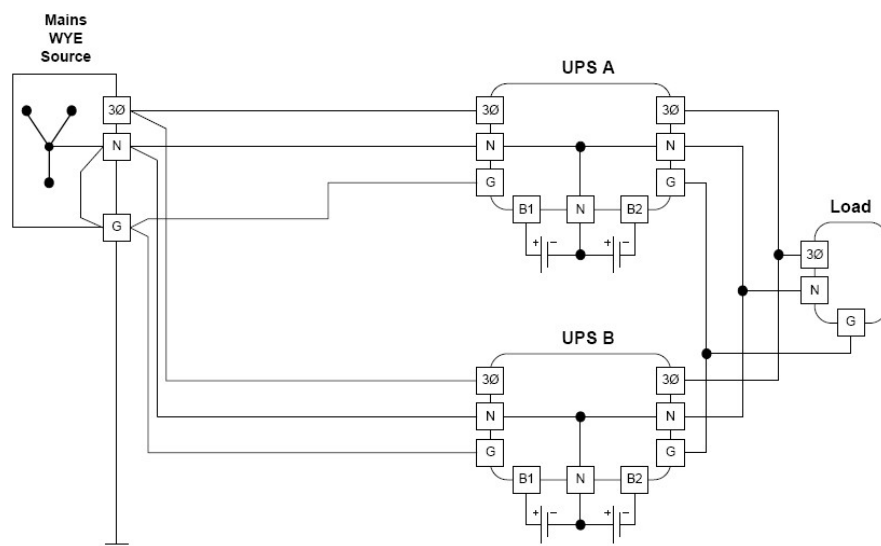 Mains
WYE
Source
3Ø
N
G
UPS A
3Ø
N
G
B1
N
B2
+ −
+ −
3Ø
N
G
Load
3Ø
N
G
UPS B
3Ø
N
G
B1
N
B2
+ −
+ −
3Ø
N
G